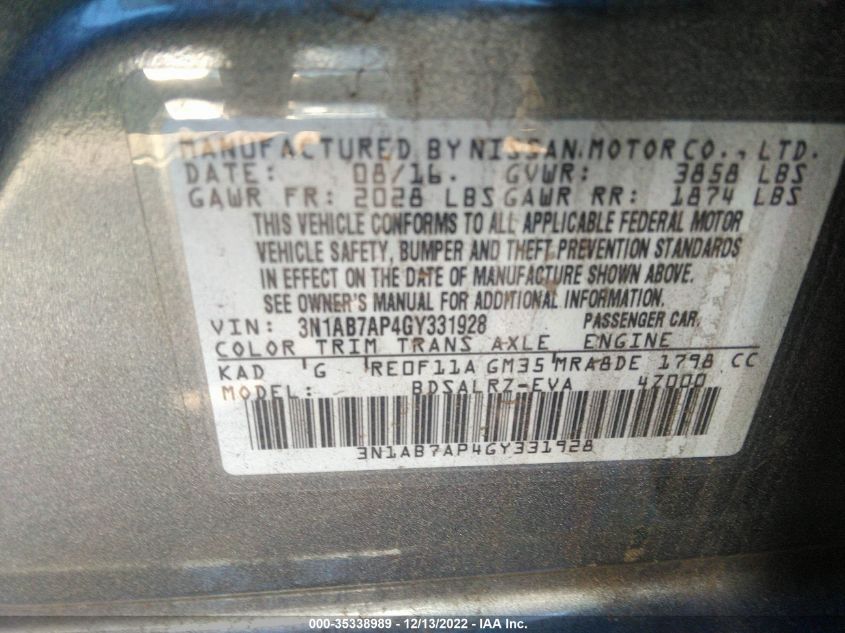 MANUFACTURED BY NISSAN MOTOR CO., LTD.
DATE: 08/16. GVWR: 3858 LBS
GAWR FR: 2028 LBS GAWR RR: 1874 LBS
THIS VEHICLE CONFORMS TO ALL APPLICABLE FEDERAL MOTOR
VEHICLE SAFETY, BUMPER AND THEFT PREVENTION STANDARDS
IN EFFECT ON THE DATE OF MANUFACTURE SHOWN ABOVE.
SEE OWNER'S MANUAL FOR ADDITIONAL INFORMATION.
VIN: 3N1AB7AP4GY331928 PASSENGER CAR.
COLOR TRIM TRANS AXLE ENGINE
KAD G RE0F11A GM35 MRA8DE 1798 CC
MODEL: BDSALRZ-EVA 4Z000
3N1AB7AP4GY331928
000-35338989 - 12/13/2022 - IAA Inc.